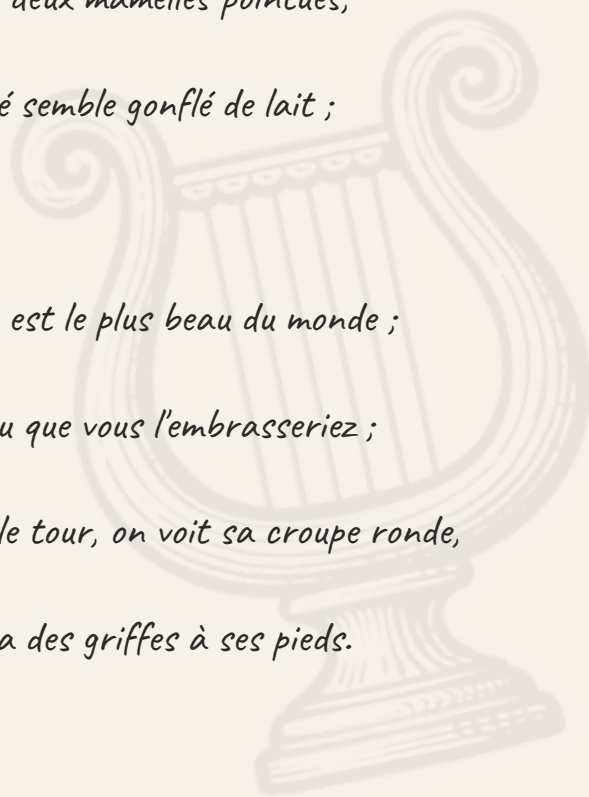 deux mamelles pointues,
é semble gonflé de lait ;
est le plus beau du monde ;
u que vous l'embrasseriez ;
le tour, on voit sa croupe ronde,
a des griffes à ses pieds.